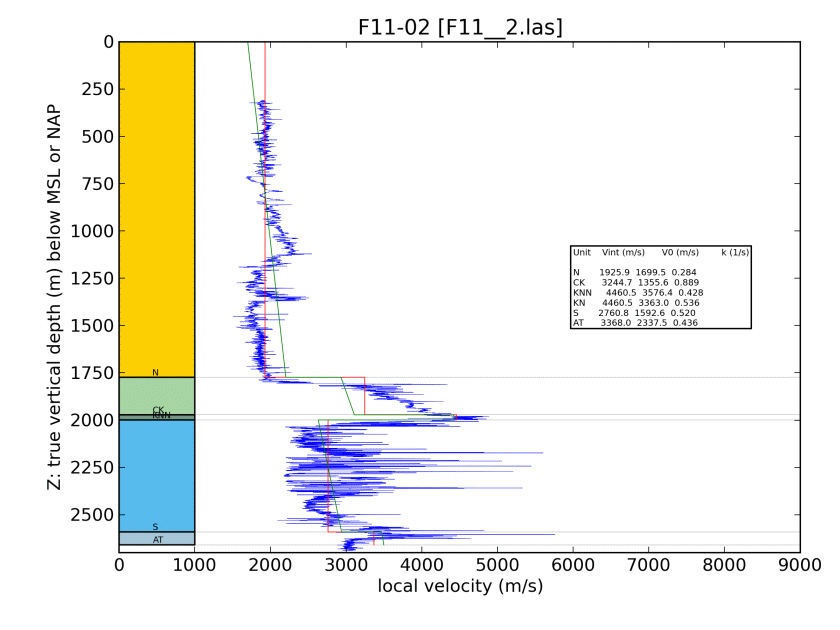 F11-02 [F11__2.las]
0
250
500
750
1000
1250
1500
1750
2000
2250
2500
Z: true vertical depth (m) below MSL or NAP
N
CK
KNN
S
AT
Unit Vint (m/s) V0 (m/s) k (1/s)
N 1925.9 1699.5 0.284
CK 3244.7 1355.6 0.889
KNN 4460.5 3576.4 0.428
KN 4460.5 3363.0 0.536
S 2760.8 1592.6 0.520
AT 3368.0 2337.5 0.436
0 1000 2000 3000 4000 5000 6000 7000 8000 9000
local velocity (m/s)